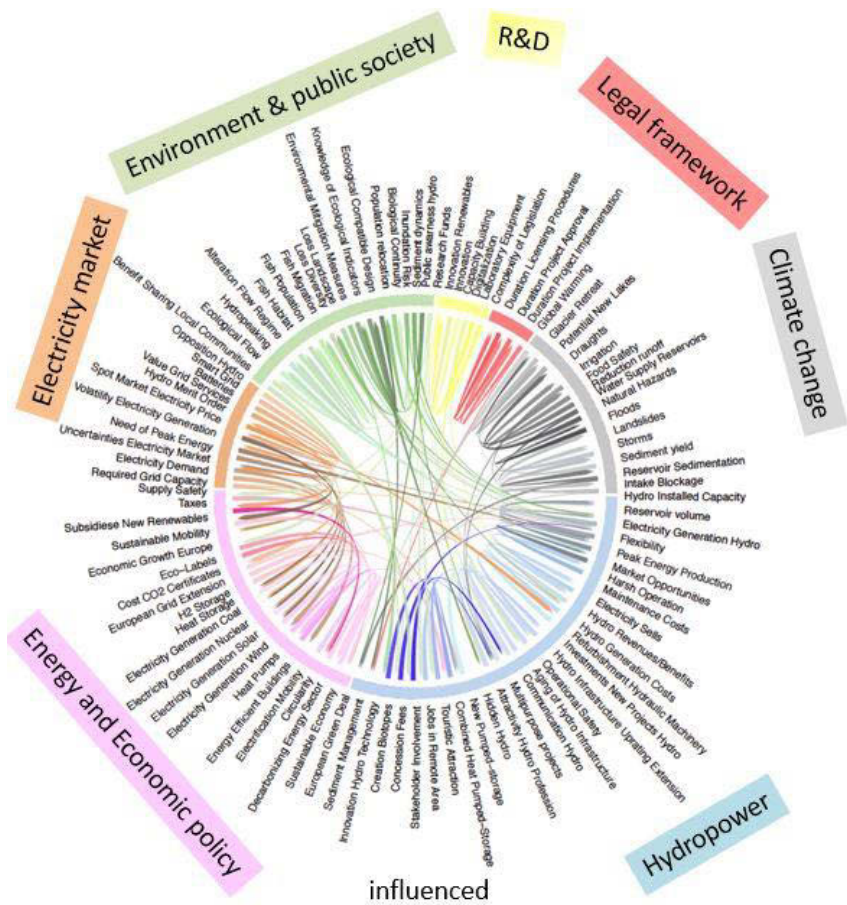 R&D
Legal framework
Climate change
Hydropower
influenced
Energy and Economic policy
Electricity market
Environment & public society
Research Funds
Innovation Renewables
Innovation
Capacity Building
Digitalization
Laboratory Equipment
Complexity of Legislation
Duration Licensing Procedures
Duration Project Approval
Duration Project Implementation
Global Warming
Glacier Retreat
Potential New Lakes
Draughts
Irrigation
Food Safety
Reduction runoff
Water Supply Reservoirs
Natural Hazards
Floods
Landslides
Storms
Sediment yield
Reservoir Sedimentation
Intake Blockage
Hydro Installed Capacity
Reservoir volume
Electricity Generation Hydro
Flexibility
Peak Energy Production
Market Opportunities
Harsh Operation
Maintenance Costs
Electricity Sells
Hydro Revenues/Benefits
Hydro Generation Costs
Refurbishment Hydraulic Machinery
Investments New Projects Hydro
Hydro Infrastructure Uprating Extension
Aging of Hydro Infrastructure
Operational Safety
Communication Hydro
Multipurpose projects
Attractivity Hydro Profession
Hidden Hydro
New Pumped-storage
Combined Heat Pumped-Storage
Touristic Attraction
Jobs in Remote Area
Stakeholder Involvement
Concession Fees
Creation Biotopes
Innovation Hydro Technology
Sediment Management
European Green Deal
Sustainable Economy
Decarbonizing Energy Sector
Circularity
Electrification Mobility
Energy Efficient Buildings
Heat Pumps
Electricity Generation Wind
Electricity Generation Solar
Electricity Generation Nuclear
Electricity Generation Coal
Heat Storage
H2 Storage
European Grid Extension
Cost CO2 Certificates
Eco-Labels
Economic Growth Europe
Sustainable Mobility
Subsidiese New Renewables
Taxes
Supply Safety
Required Grid Capacity
Electricity Demand
Uncertainties Electricity Market
Need of Peak Energy
Volatility Electricity Generation
Spot Market Electricity Price
Hydro Merit Order
Value Grid Services
Batteries
Smart Grid
Opposition Hydro
Benefit Sharing Local Communities
Ecological Flow
Hydropeaking
Alteration Flow Regime
Fish Habitat
Fish Population
Fish Migration
Loss Diversity
Loss Landscape
Environmental Mitigation Measures
Knowledge of Ecological Indicators
Ecological Compatible Design
Population relocation
Biological Continuity
Inundation Risk
Sediment dynamics
Public awarness hydro